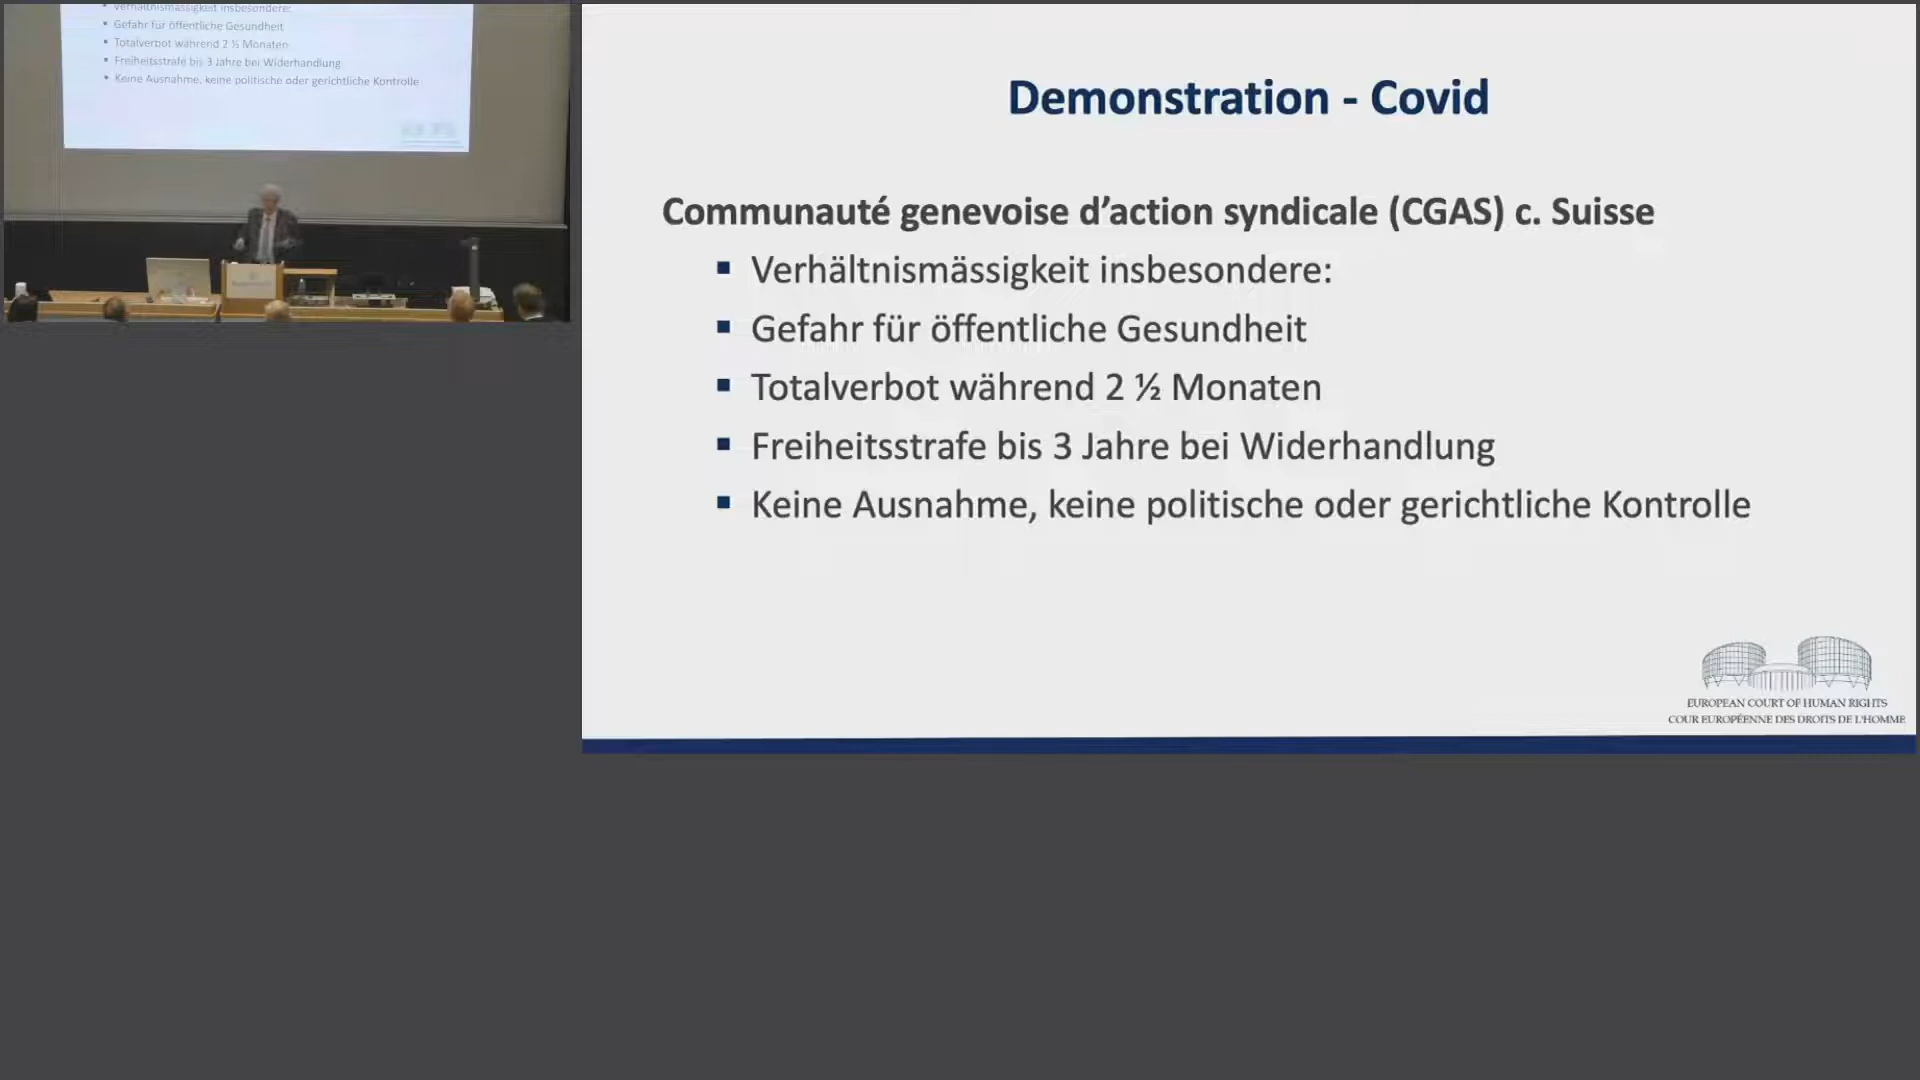 Verhältnismässigkeit insbesondere:
Gefahr für öffentliche Gesundheit
Totalverbot während 2 ½ Monaten
Freiheitsstrafe bis 3 Jahre bei Widerhandlung
Keine Ausnahme, keine politische oder gerichtliche Kontrolle
Demonstration - Covid
Communauté genevoise d’action syndicale (CGAS) c. Suisse
Verhältnismässigkeit insbesondere:
Gefahr für öffentliche Gesundheit
Totalverbot während 2 ½ Monaten
Freiheitsstrafe bis 3 Jahre bei Widerhandlung
Keine Ausnahme, keine politische oder gerichtliche Kontrolle
EUROPEAN COURT OF HUMAN RIGHTS
COUR EUROPÉENNE DES DROITS DE L'HOMME